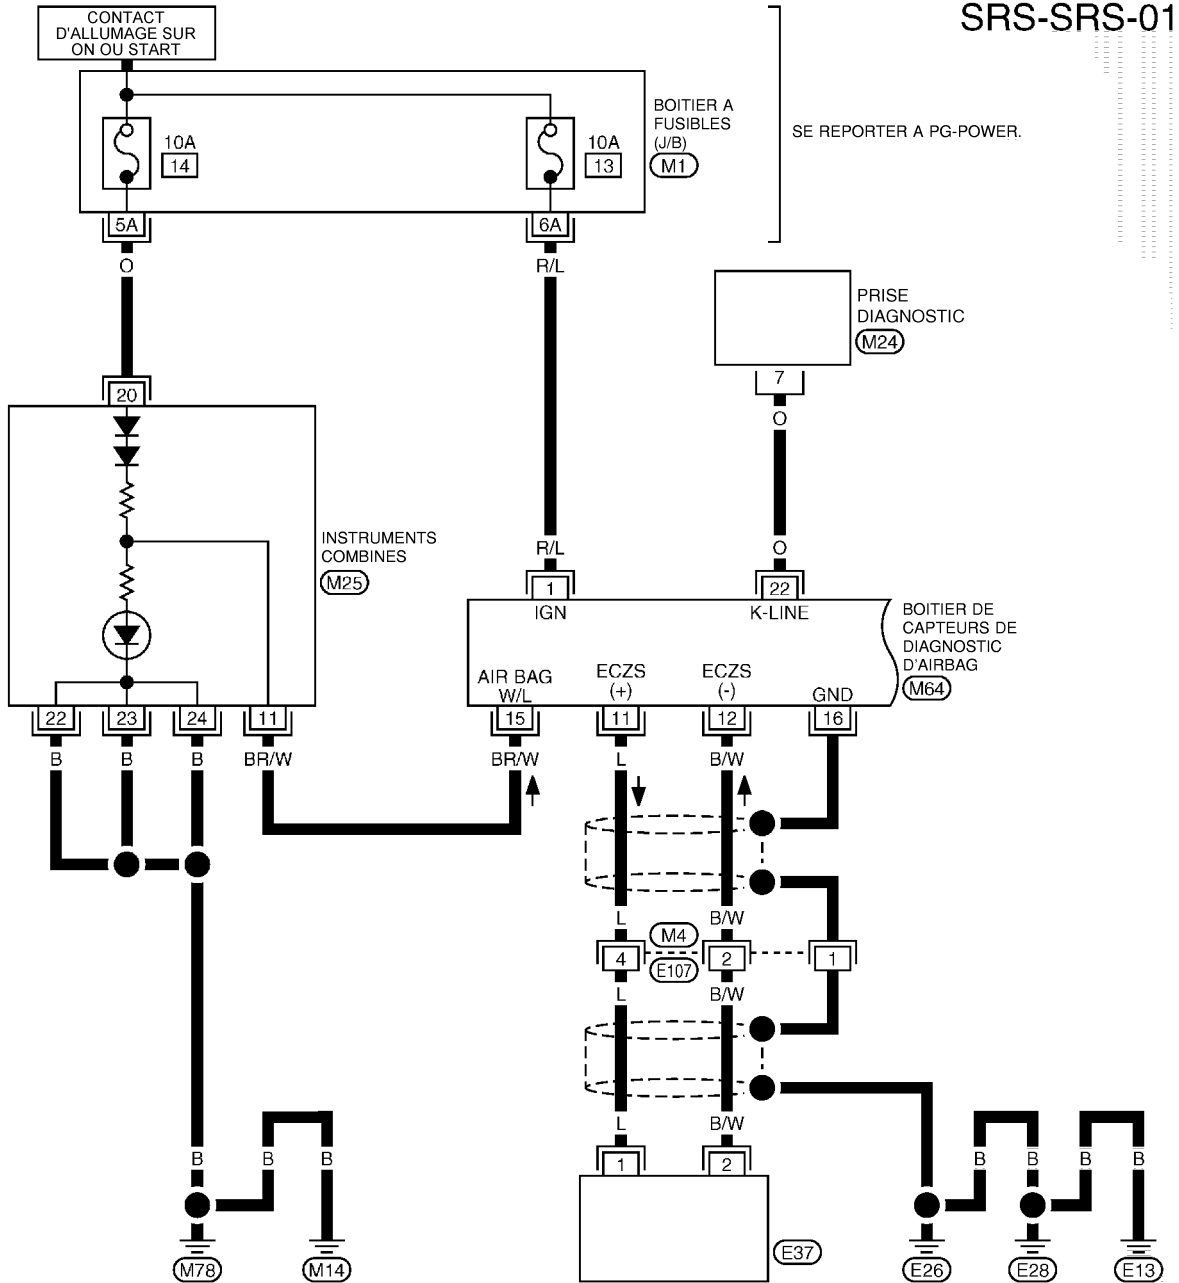 SRS-SRS-01
CONTACT
D'ALLUMAGE SUR
ON OU START
10A
14
10A
13
BOITIER A
FUSIBLES
(J/B)
M1
SE REPORTER A PG-POWER.
5A
6A
O
R/L
PRISE
DIAGNOSTIC
M24
7
O
20
INSTRUMENTS
COMBINES
M25
R/L
O
1
22
IGN
K-LINE
BOITIER DE
CAPTEURS DE
DIAGNOSTIC
D'AIRBAG
M64
AIR BAG
W/L
ECZS
(+)
ECZS
(-)
GND
22
23
24
11
15
11
12
16
B
B
B
BR/W
BR/W
L
B/W
L
B/W
M4
4
2
1
E107
L
B/W
L
B/W
1
2
B
B
B
B
B
B
B
E37
M78
M14
E26
E28
E13